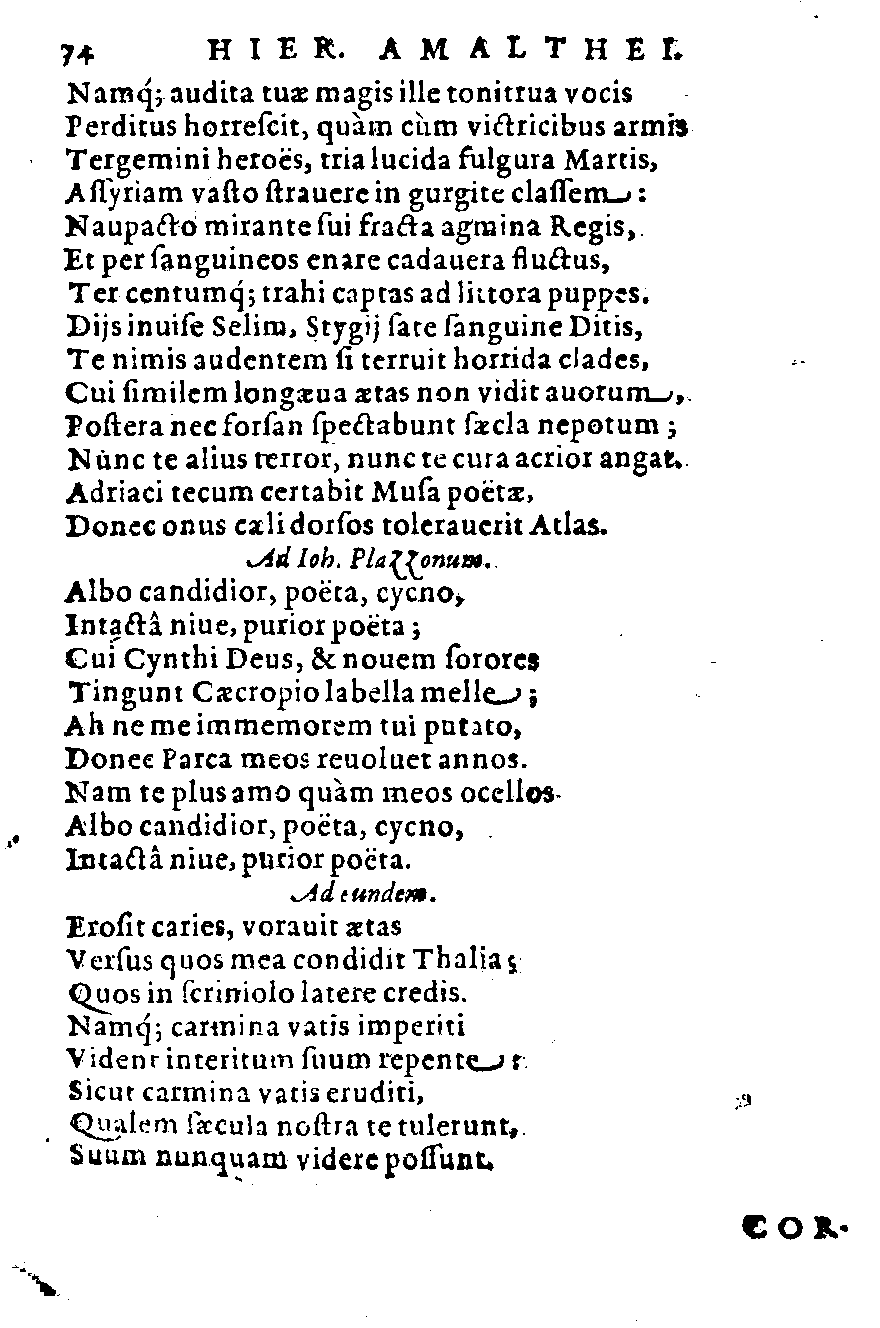 74 HIER. AMALTHEI.
Namq́; audita tuæ magis ille tonitrua vocis
Perditus horreſcit, quàm cùm victricibus armis
Tergemini heroës, tria lucida fulgura Martis,
Aſſyriam vaſto ſtrauere in gurgite claſſem:
Naupacto mirante ſui fracta agmina Regis,
Et per ſanguineos enare cadauera fluctus,
Ter centumq́; trahi captas ad littora puppes.
Dijs inuiſe Selim, Stygij ſate ſanguine Ditis,
Te nimis audentem ſi terruit horrida clades,
Cui ſimilem longæua ætas non vidit auorum,
Poſtera nec forſan ſpectabunt ſæcla nepotum;
Nùnc te alius terror, nunc te cura acrior angat.
Adriaci tecum certabit Muſa poëtæ,
Donec onus cæli dorſos tolerauerit Atlas.
Ad Ioh. Plazzonum.
Albo candidior, poëta, cycno,
Intactâ niue, purior poëta;
Cui Cynthi Deus, & nouem ſorores
Tingunt Cæcropio labella melle;
Ah ne me immemorem tui putato,
Donec Parca meos reuoluet annos.
Nam te plus amo quàm meos ocellos
Albo candidior, poëta, cycno,
Intactâ niue, purior poëta.
Ad eundem.
Eroſit caries, vorauit ætas
Verſus quos mea condidit Thalia;
Quos in ſcriniolo latere credis.
Namq́; carmina vatis imperiti
Vident interitum ſuum repente:
Sicut carmina vatis eruditi,
Qualem ſæcula noſtra te tulerunt,
Suum nunquam videre poſſunt.
COR-